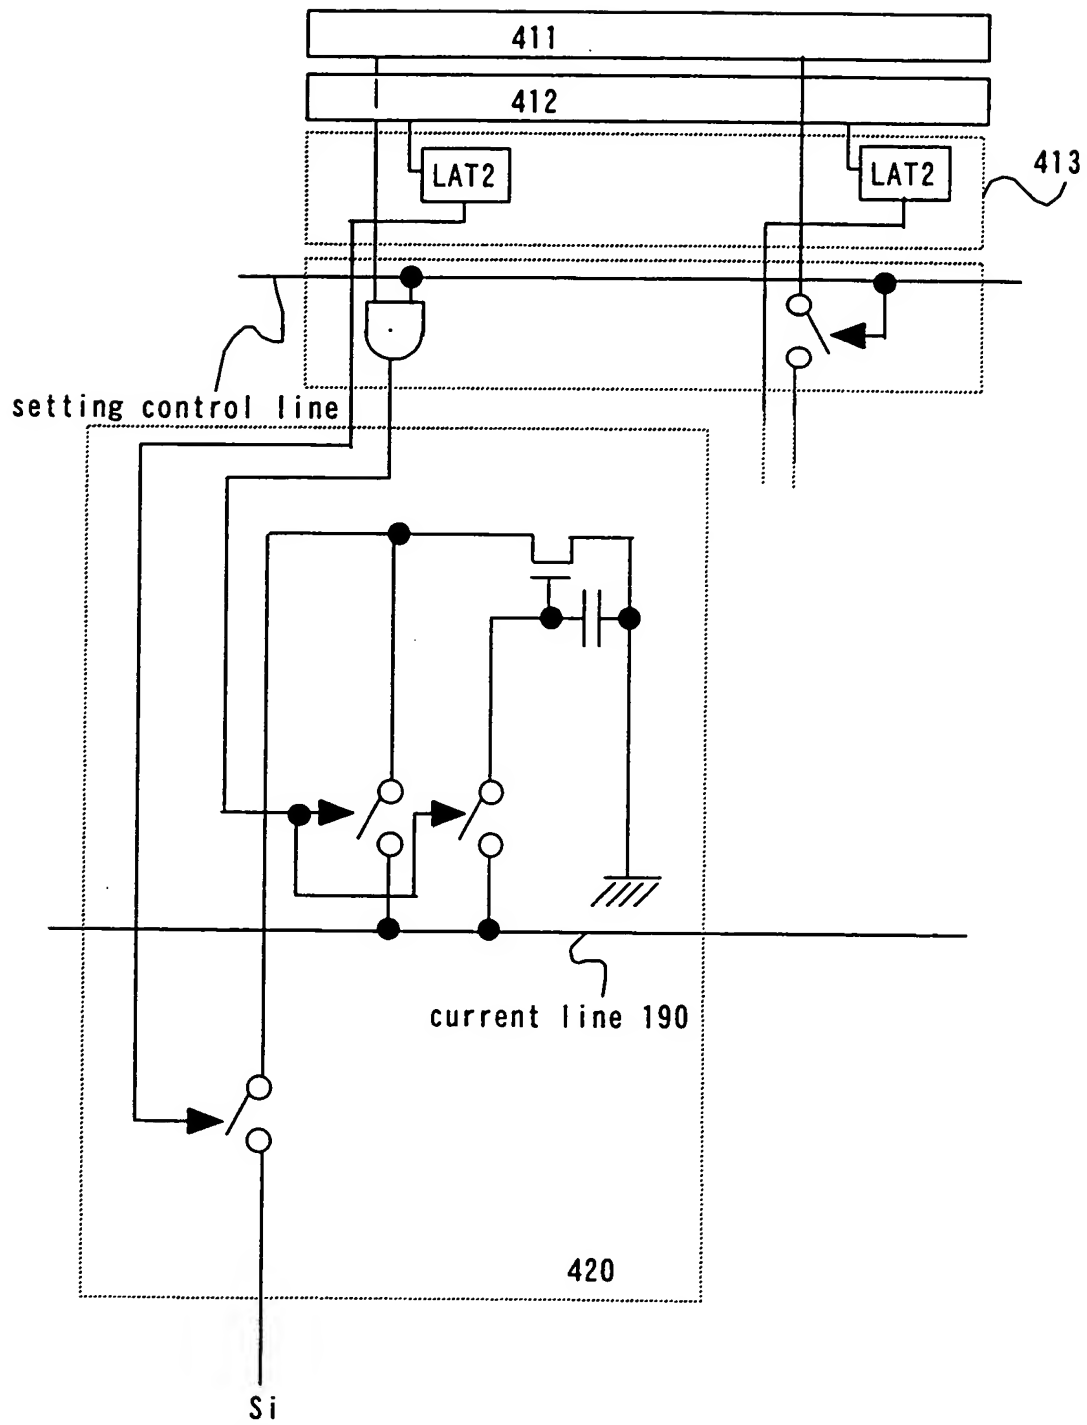 411
412
LAT2
LAT2
413
setting control line
current line 190
420
Si